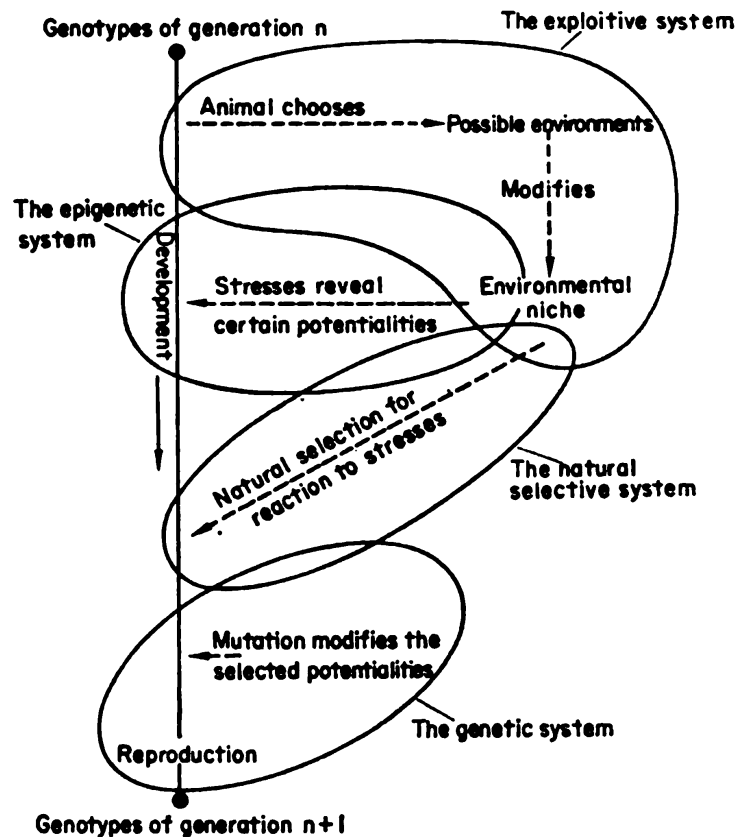 Genotypes of generation n
The exploitive system
Animal chooses
Possible environments
Modifies
The epigenetic
system
Development
Stresses reveal
certain potentialities
Environmental
niche
Natural selection for
reaction to stresses
The natural
selective system
Mutation modifies the
selected potentialities
The genetic system
Reproduction
Genotypes of generation n+1